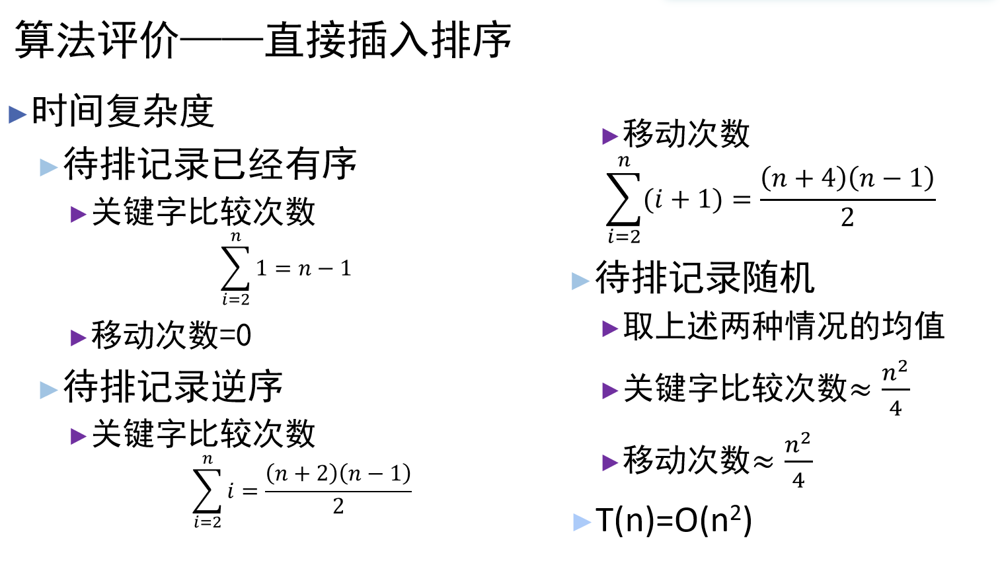 算法评价——直接插入排序
►时间复杂度
►待排记录已经有序
►关键字比较次数
$\sum_{i=2}^{n} 1 = n - 1$
►移动次数=0
►待排记录逆序
►关键字比较次数
$\sum_{i=2}^{n} i = \frac{(n+2)(n-1)}{2}$
►移动次数
$\sum_{i=2}^{n} (i+1) = \frac{(n+4)(n-1)}{2}$
►待排记录随机
►取上述两种情况的均值
►关键字比较次数≈ $\frac{n^2}{4}$
►移动次数≈ $\frac{n^2}{4}$
►T(n)=O(n²)